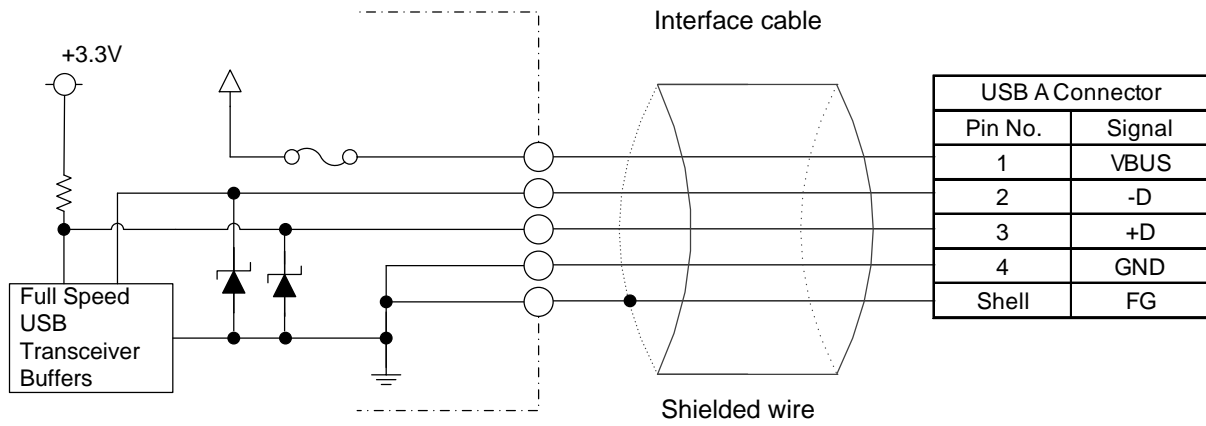 Interface cable
+3.3V
USB A Connector
Pin No. Signal
1 VBUS
2 -D
3 +D
4 GND
Shell FG
Full Speed
USB
Transceiver
Buffers
Shielded wire